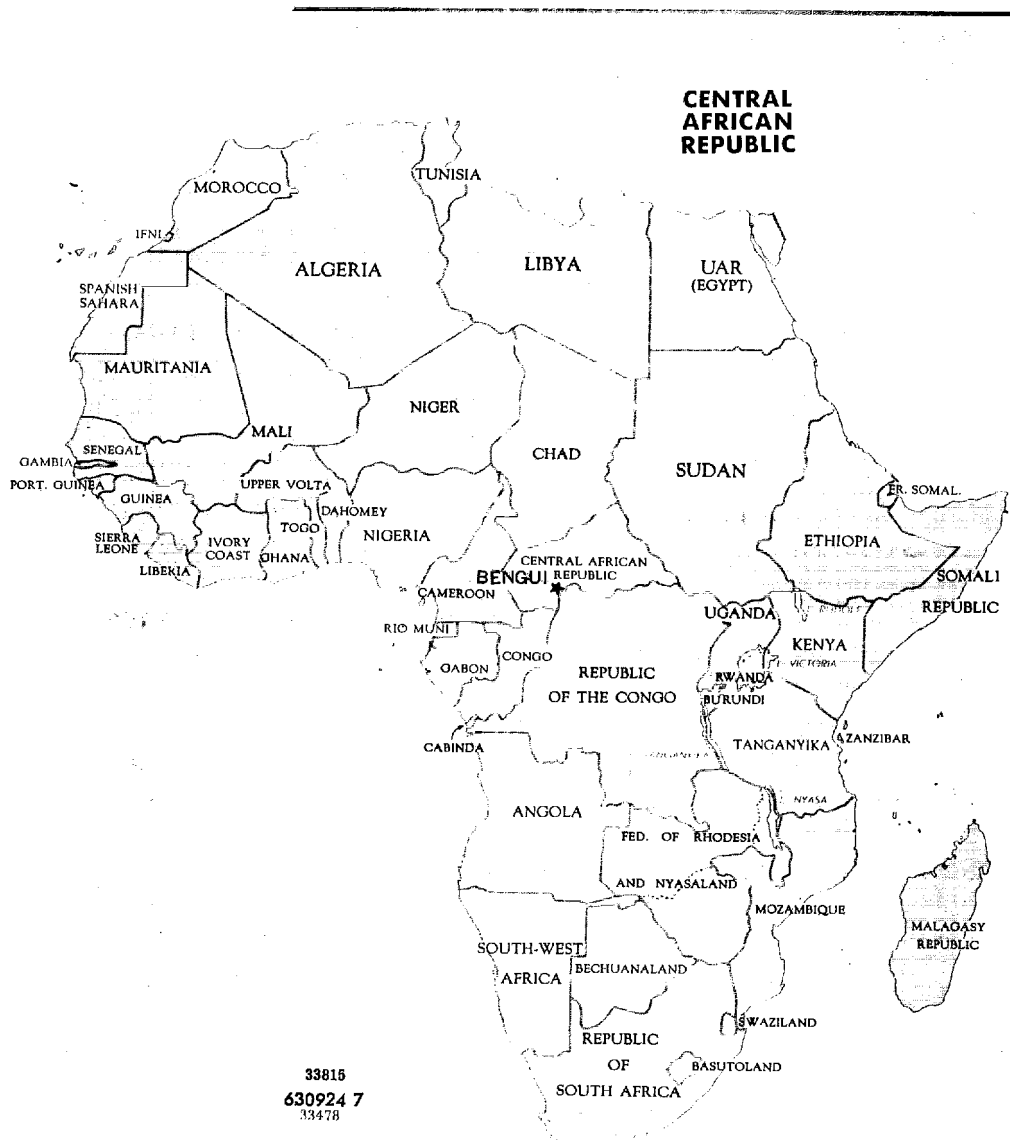 CENTRAL
AFRICAN
REPUBLIC
TUNISIA
MOROCCO
IFNI
ALGERIA
LIBYA
UAR
(EGYPT)
SPANISH
SAHARA
MAURITANIA
NIGER
MALI
CHAD
SUDAN
SENEGAL
GAMBIA
PORT. GUINEA
GUINEA
UPPER VOLTA
DAHOMEY
TOGO
NIGERIA
SIERRA
LEONE
IVORY
COAST
GHANA
LIBERIA
FR. SOMAL.
ETHIOPIA
SOMALI
REPUBLIC
CENTRAL AFRICAN
REPUBLIC
BENGUI
CAMEROON
UGANDA
RUDOLF
RIO MUNI
GABON
CONGO
KENYA
VICTORIA
REPUBLIC
OF THE CONGO
RWANDA
BURUNDI
CABINDA
TANGANYIKA
ZANZIBAR
NYASA
ANGOLA
FED. OF RHODESIA
AND NYASALAND
MOZAMBIQUE
MALAGASY
REPUBLIC
SOUTH-WEST
AFRICA
BECHUANALAND
SWAZILAND
REPUBLIC
OF
SOUTH AFRICA
BASUTOLAND
33815
630924 7
33478